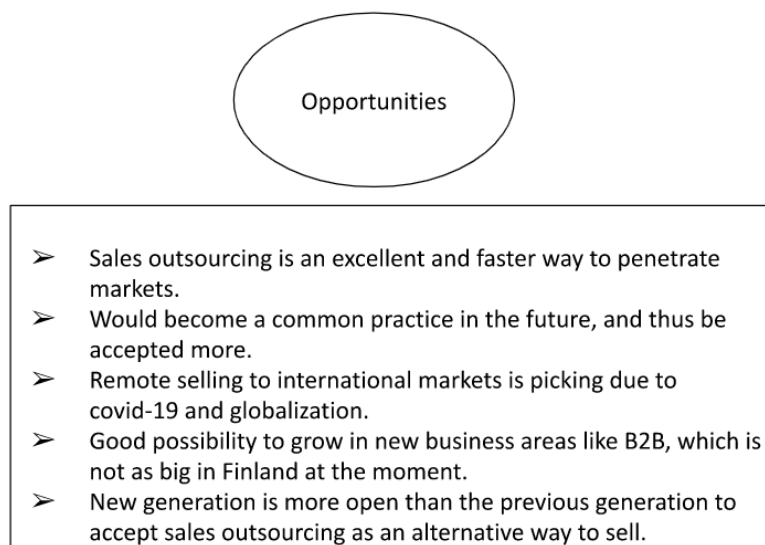 Opportunities
➢ Sales outsourcing is an excellent and faster way to penetrate
markets.
➢ Would become a common practice in the future, and thus be
accepted more.
➢ Remote selling to international markets is picking due to
covid-19 and globalization.
➢ Good possibility to grow in new business areas like B2B, which is
not as big in Finland at the moment.
➢ New generation is more open than the previous generation to
accept sales outsourcing as an alternative way to sell.